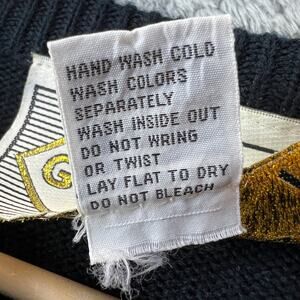 HAND WASH COLD
WASH COLORS
SEPARATELY
WASH INSIDE OUT
DO NOT WRING
OR TWIST
LAY FLAT TO DRY
DO NOT BLEACH